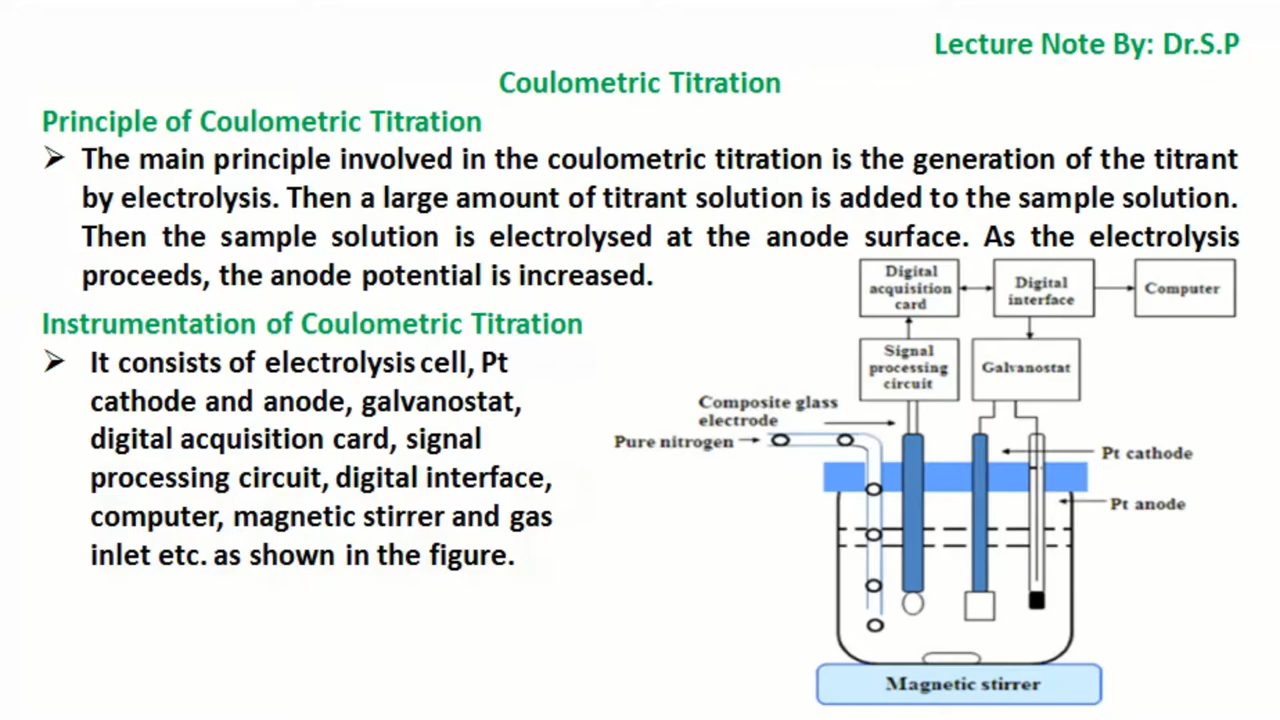 Lecture Note By: Dr.S.P
Coulometric Titration
Principle of Coulometric Titration
The main principle involved in the coulometric titration is the generation of the titrant
by electrolysis. Then a large amount of titrant solution is added to the sample solution.
Then the sample solution is electrolysed at the anode surface. As the electrolysis
proceeds, the anode potential is increased.
Instrumentation of Coulometric Titration
It consists of electrolysis cell, Pt
cathode and anode, galvanostat,
digital acquisition card, signal
processing circuit, digital interface,
computer, magnetic stirrer and gas
inlet etc. as shown in the figure.
Digital
acquisition
card
Digital
interface
Computer
Signal
processing
circuit
Galvanostat
Composite glass
electrode
Pure nitrogen
Pt cathode
Pt anode
Magnetic stirrer